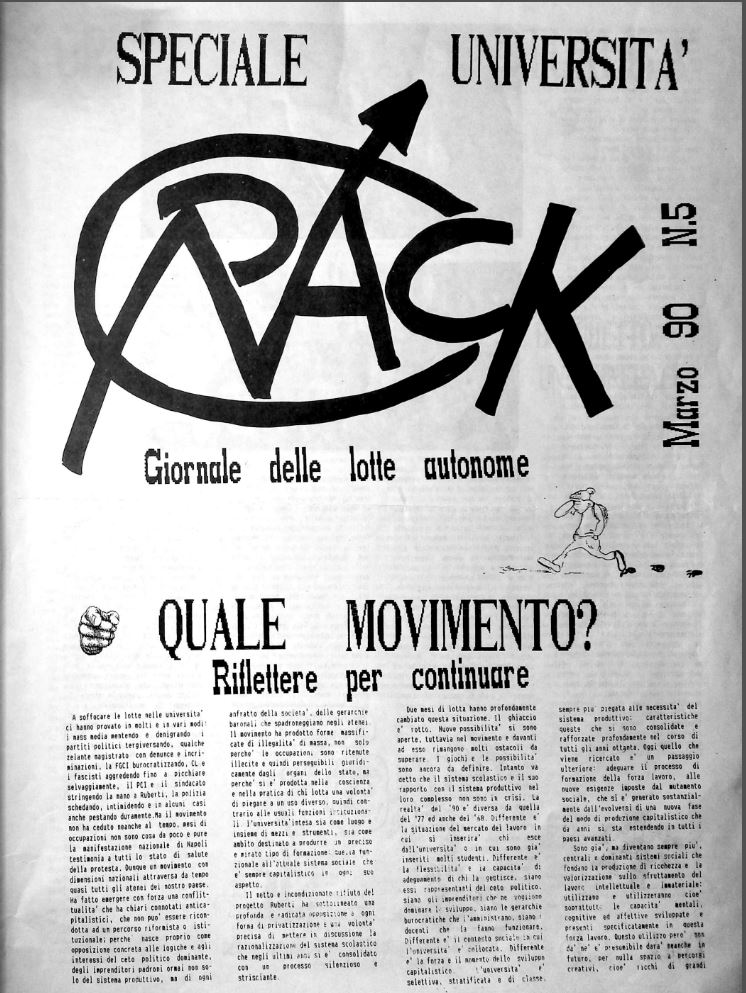 SPECIALE UNIVERSITA'
CRACK
Marzo 90 N.5
Giornale delle lotte autonome
QUALE MOVIMENTO?
Riflettere per continuare
A soffocare le lotte nelle universita'
ci hanno provato in molti e in vari modi:
i mass media mentendo e denigrando i
partiti politici tergiversando, qualche
zelante magistrato con denunce e incri-
minazioni, la FGCI burocratizzando, CL e
i fascisti aggredendo fino a picchiare
selvaggiamente, il PCI e il sindacato
stringendo la mano a Ruberti, la polizia
schedando, intimidendo e in alcuni casi
anche pestando duramente.Ma il movimento
non ha ceduto neanche al tempo, mesi di
occupazioni non sono cosa da poco e pure
la manifestazione nazionale di Napoli
testimonia a tutti lo stato di salute
della protesta. Dunque un movimento con
dimensioni nazionali attraversa da tempo
quasi tutti gli atenei del nostro paese.
Ha fatto emergere con forza una conflit-
tualita' che ha chiari connotati antica-
pitalistici, che non puo' essere ricon-
dotta ad un percorso riformista o isti-
tuzionale; perche' nasce proprio come
opposizione concreta alle logiche e agli
interessi del ceto politico dominante,
degli imprenditori padroni ormai non so-
lo del sistema produttivo, ma di ogni
anfratto della societa', delle gerarchie
baronali che spadroneggiano negli atenei.
Il movimento ha prodotto forme massifi-
cate di illegalita' di massa, non solo
perche' le occupazioni, sono ritenute
illecite e quindi perseguibili giuridi-
camente dagli organi dello stato, ma
perche' si e' prodotta nella coscienza
e nella pratica di chi lotta una volonta'
di piegare a un uso diverso, quindi con-
trario alle usuali funzioni istituziona-
li l'universita'intesa sia come luogo e
insieme di mezzi e strumenti, sia come
ambito destinato a produrre un preciso
e mirato tipo di formazione: quella fun-
zionale all'attuale sistema sociale che
e' sempre capitalistico in ogni suo
aspetto.
Il netto e incondizionato rifiuto del
progetto Ruberti, ha sottolineato una
profonda e radicata opposizione a ogni
forma di privatizzazione e una volonta'
precisa di mettere in discussione la
razionalizzazione del sistema scolastico
che negli ultimi anni si e' consolidato
con un processo silenzioso e
strisciante.
Due mesi di lotta hanno profondamente
cambiato questa situazione. Il ghiaccio
e' rotto. Nuove possibilita' si sono
aperte, tuttavia nel movimento e davanti
ad esso rimangono molti ostacoli da
superare. I giochi e le possibilita'
sono ancora da definire. Intanto va
detto che il sistema scolastico e il suo
rapporto con il sistema produttivo nel
loro complesso non sono in crisi. La
realta' del '90 e' diversa da quella
del '77 ed anche del '68. Differente e'
la situazione del mercato del lavoro in
cui si inserira' chi esce
dall'universita' o in cui sono gia'
inseriti molti studenti. Differente e'
la flessibilita' e la capacita' di
adeguamento di chi la gestisce, siano
essi rappresentanti del ceto politico,
siano gli imprenditori che ne vogliono
dominare lo sviluppo, siano le gerarchie
burocratiche che l'amministrano, siano i
docenti che la fanno funzionare.
Differente e' il contesto sociale in cui
l'universita' e' collocata. Differente
e' la forza e il momento dello sviluppo
capitalistico. L'universita' e'
selettiva, stratificata e di classe,
sempre piu' piegata alle necessita' del
sistema produttivo: caratteristiche
queste che si sono consolidate e
rafforzate profondamente nel corso di
tutti gli anni ottanta. Oggi quello che
viene ricercato e' un passaggio
ulteriore: adeguare il processo di
formazione della forza lavoro, alle
nuove esigenze imposte dal mutamento
sociale, che si e' generato sostanzial-
mente dall'evolversi di una nuova fase
del modo di produzione capitalistico che
da anni si sta estendendo in tutti i
paesi avanzati.
Sono gia', ma diventano sempre piu',
centrali e dominanti sistemi sociali che
fondano la produzione di ricchezza e la
valorizzazione sullo sfruttamento del
lavoro intellettuale e immateriale;
utilizzano e utilizzeranno cioe'
soprattutto le capacita' mentali,
cognitive ed affettive sviluppate e
presenti specificatamente in questa
forza lavoro. Questo utilizzo pero' non
da' ne' e' presumibile dara' neanche in
futuro, per nulla spazio a percorsi
creativi, cioe' ricchi di grandi